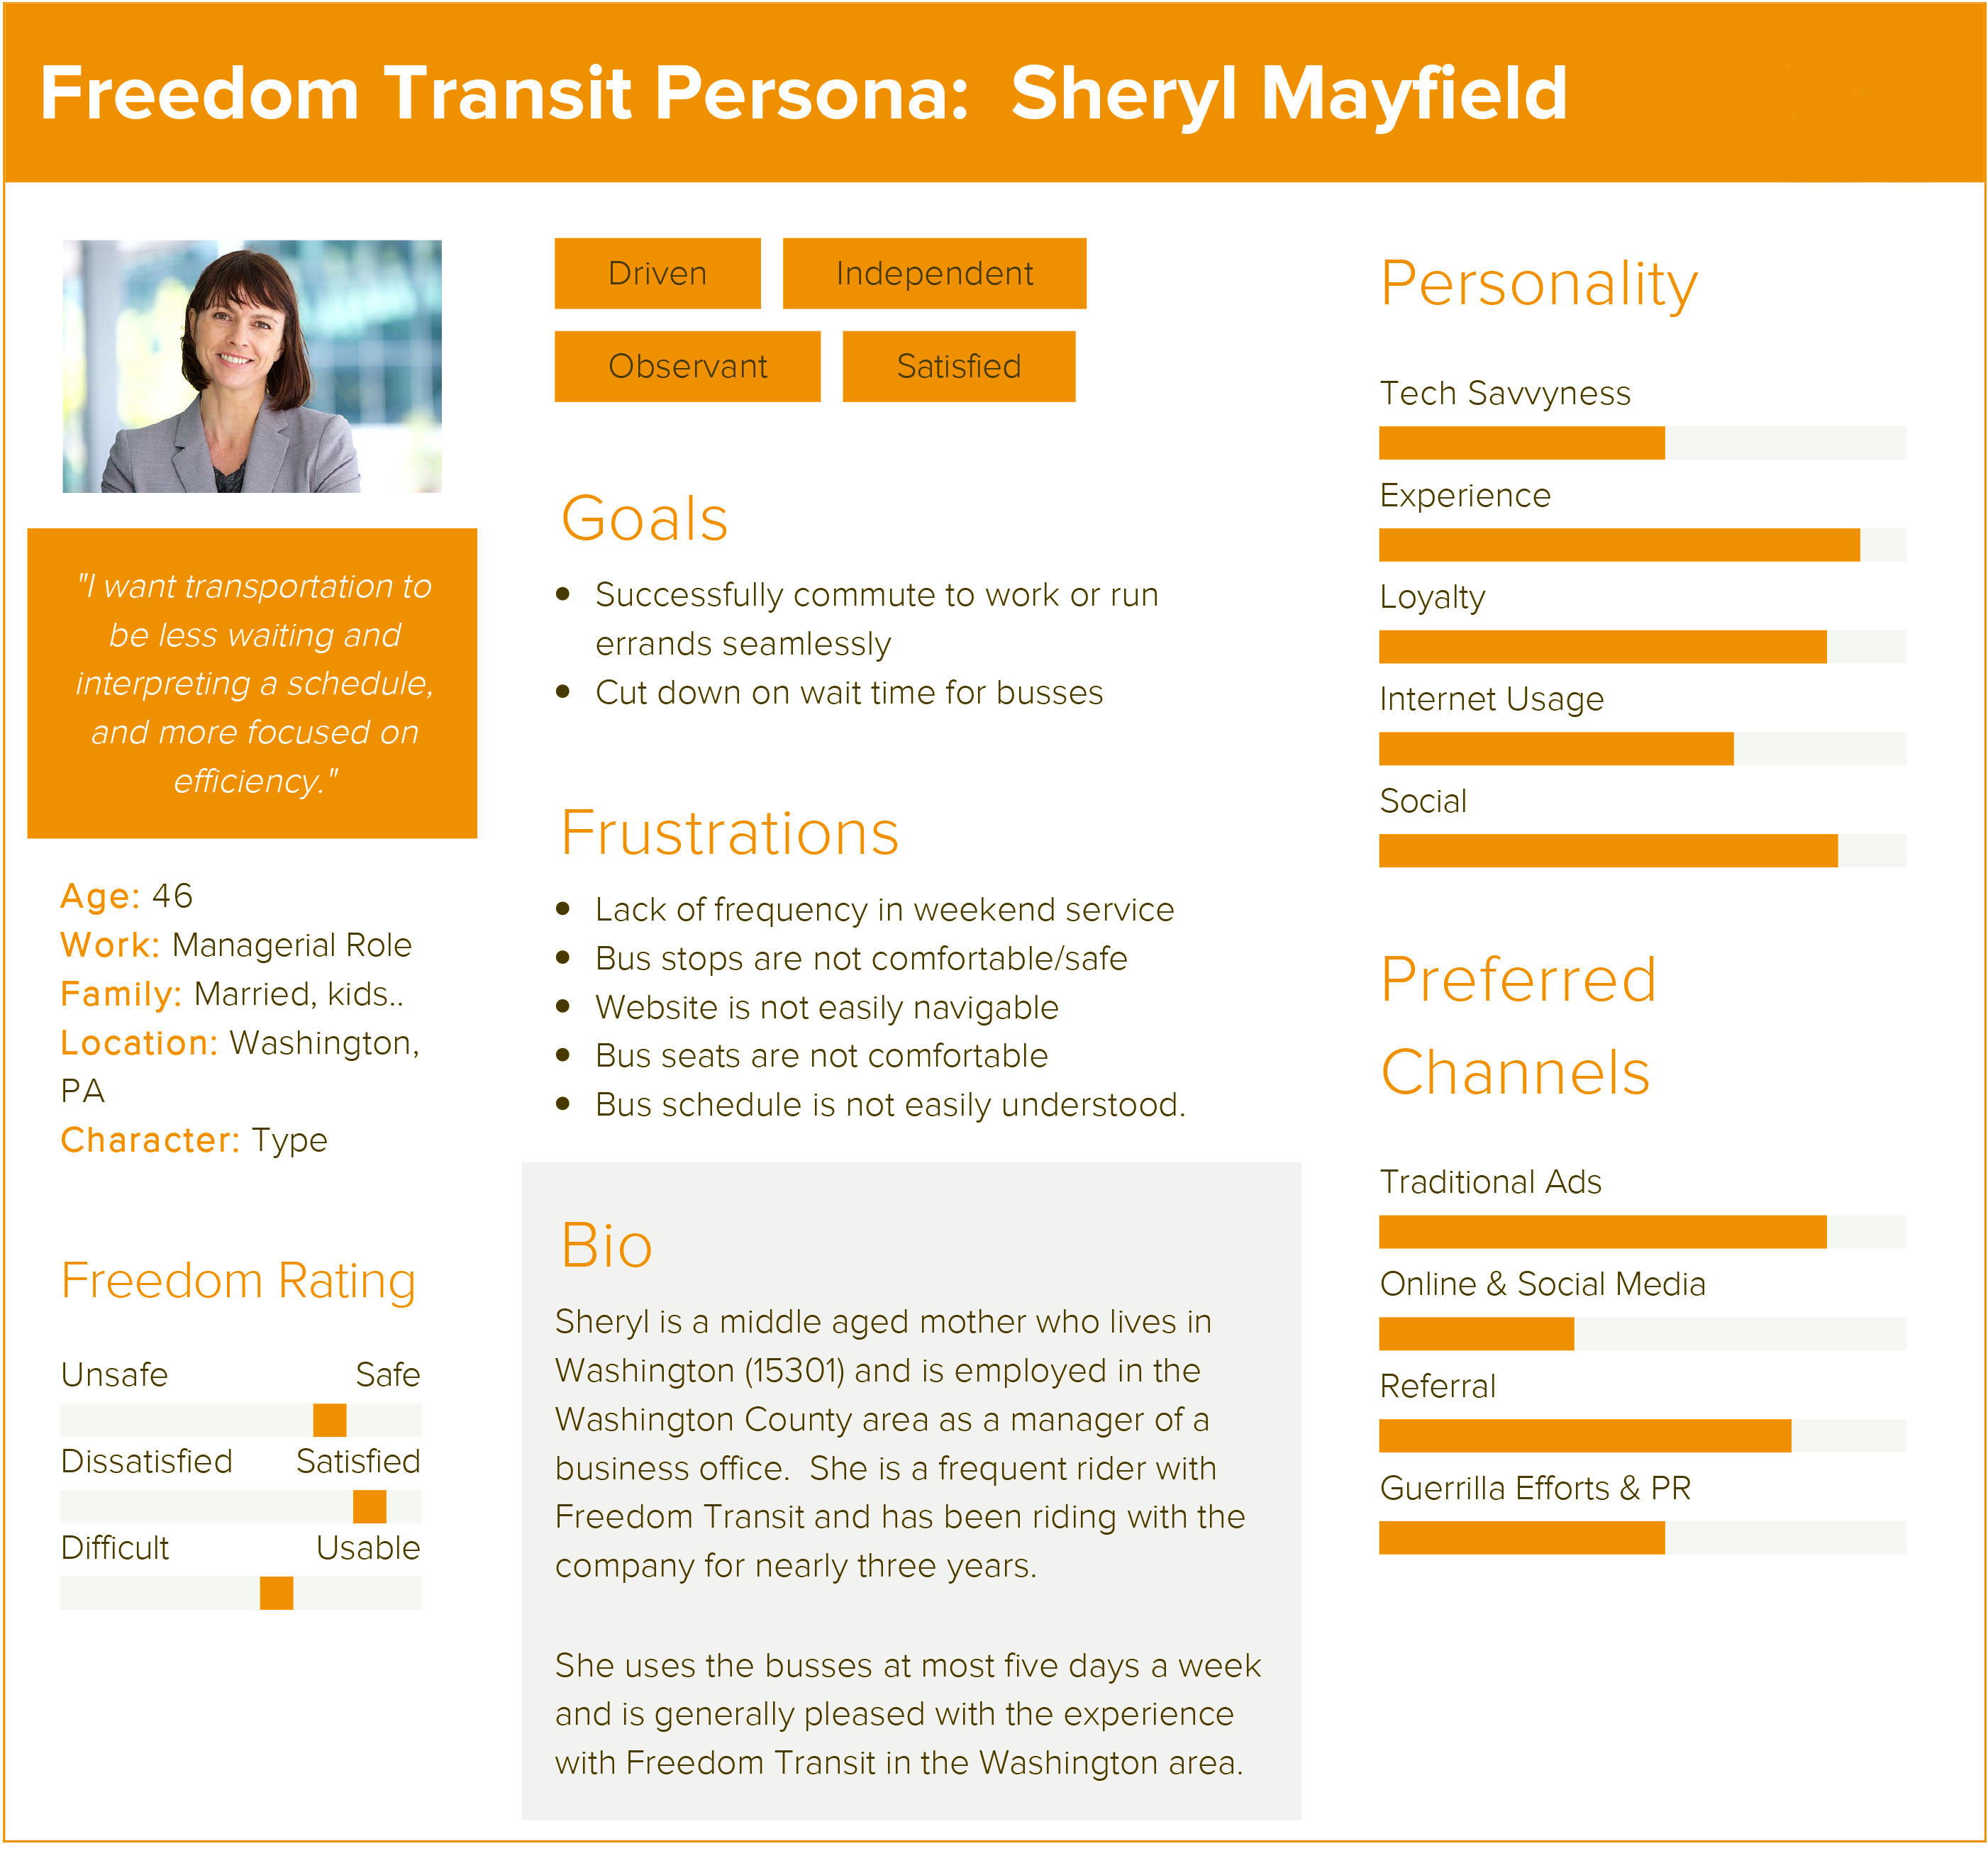 Freedom Transit Persona:  Sheryl Mayfield
"I want transportation to
be less waiting and
interpreting a schedule,
and more focused on
efficiency."
Age: 46
Work: Managerial Role
Family: Married, kids..
Location: Washington,
PA
Character: Type
Freedom Rating
Unsafe Safe
Dissatisfied Satisfied
Difficult Usable
Driven Independent
Observant Satisfied
Goals
• Successfully commute to work or run
errands seamlessly
• Cut down on wait time for busses
Frustrations
• Lack of frequency in weekend service
• Bus stops are not comfortable/safe
• Website is not easily navigable
• Bus seats are not comfortable
• Bus schedule is not easily understood.
Bio
Sheryl is a middle aged mother who lives in
Washington (15301) and is employed in the
Washington County area as a manager of a
business office.  She is a frequent rider with
Freedom Transit and has been riding with the
company for nearly three years.
She uses the busses at most five days a week
and is generally pleased with the experience
with Freedom Transit in the Washington area.
Personality
Tech Savvyness
Experience
Loyalty
Internet Usage
Social
Preferred
Channels
Traditional Ads
Online & Social Media
Referral
Guerrilla Efforts & PR